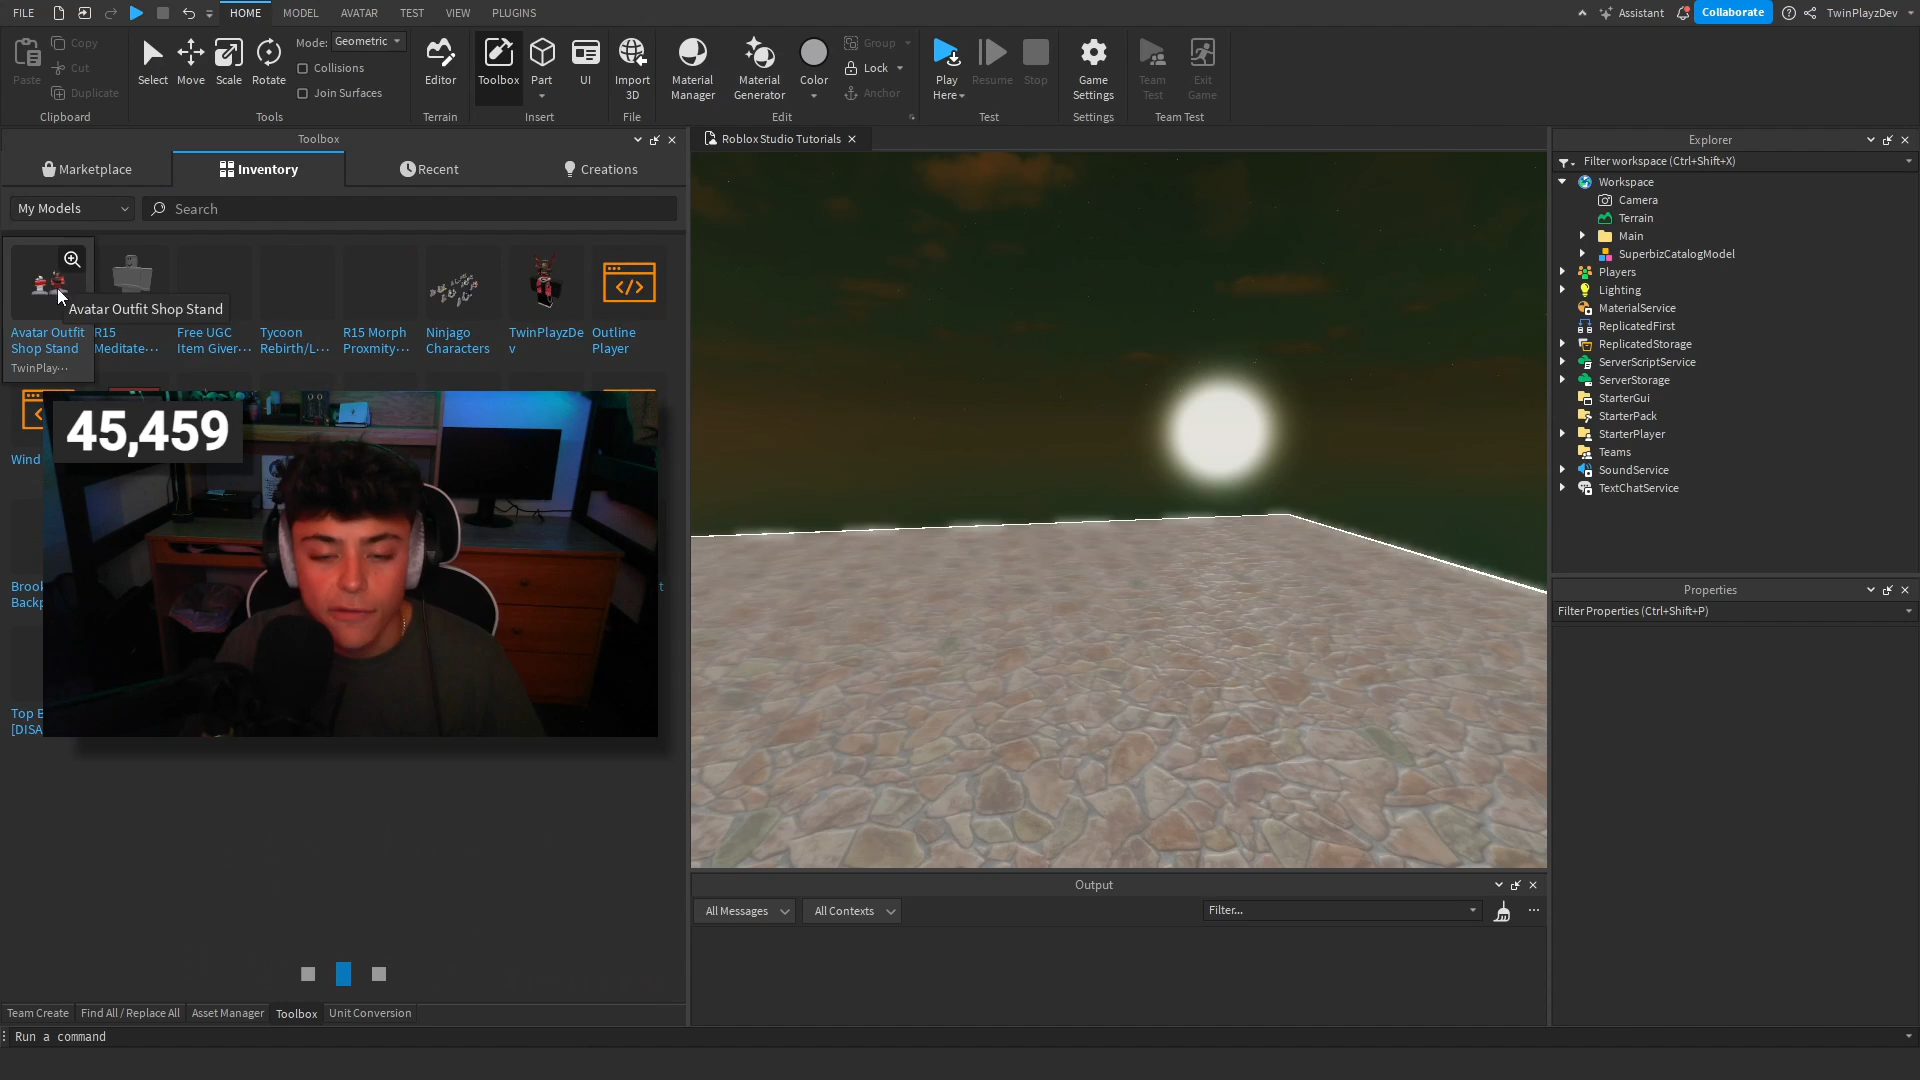 FILE
HOME
MODEL
AVATAR
TEST
VIEW
PLUGINS
Assistant
Collaborate
TwinPlayzDev
Paste
Copy
Cut
Duplicate
Clipboard
Select
Move
Scale
Rotate
Mode: Geometric
Collisions
Join Surfaces
Tools
Editor
Terrain
Toolbox
Part
UI
Insert
Import
3D
File
Material
Manager
Material
Generator
Color
Group
Lock
Anchor
Edit
Play
Here
Resume
Stop
Test
Game
Settings
Settings
Team
Test
Exit
Game
Team Test
Toolbox
Marketplace
Inventory
Recent
Creations
My Models
Search
Avatar Outfit Shop Stand
Avatar Outfit
Shop Stand
TwinPlay...
R15
Meditate...
Free UGC
Item Giver...
Tycoon
Rebirth/L...
R15 Morph
Proxmity...
Ninjago
Characters
TwinPlayzDe
v
Outline
Player
45,459
Wind
Brook
Backp
t
Top B
[DISA
Team Create
Find All / Replace All
Asset Manager
Toolbox
Unit Conversion
Run a command
Roblox Studio Tutorials
Output
All Messages
All Contexts
Filter...
Explorer
Filter workspace (Ctrl+Shift+X)
Workspace
Camera
Terrain
Main
SuperbizCatalogModel
Players
Lighting
MaterialService
ReplicatedFirst
ReplicatedStorage
ServerScriptService
ServerStorage
StarterGui
StarterPack
StarterPlayer
Teams
SoundService
TextChatService
Properties
Filter Properties (Ctrl+Shift+P)